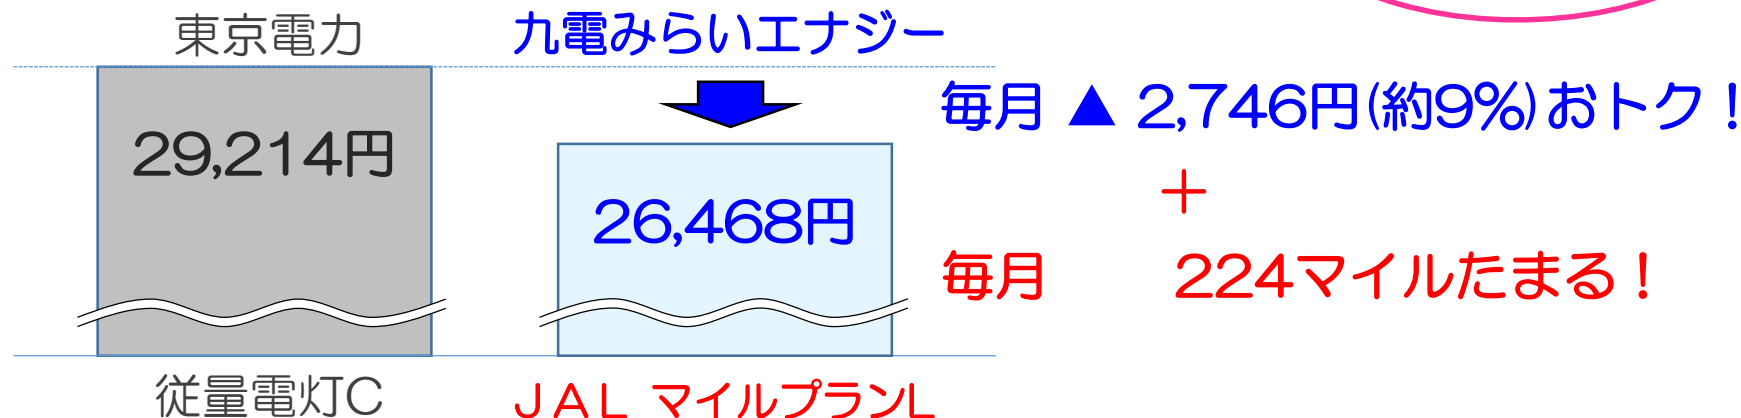 東京電力
九電みらいエナジー
29,214円
26,468円
毎月 ▲ 2,746円(約9%)おトク！
＋
毎月 224マイルたまる！
従量電灯C
ＪＡＬ マイルプランL